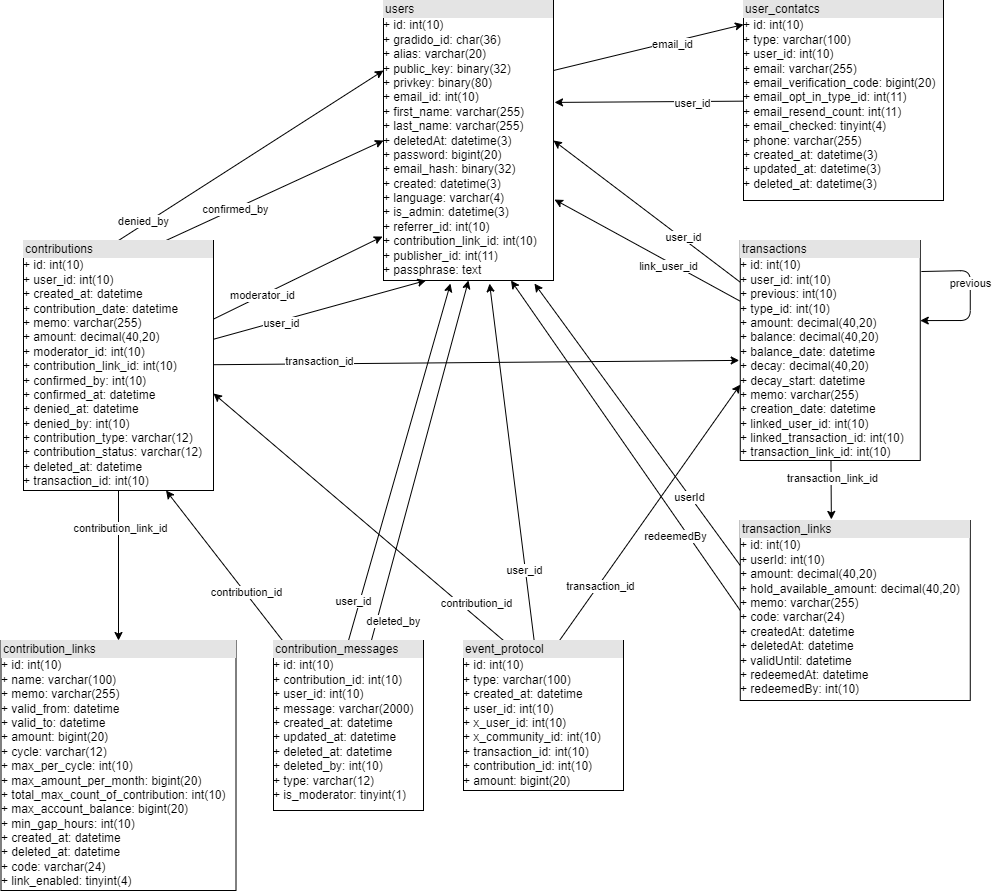 users
+ id: int(10)
+ gradido_id: char(36)
+ alias: varchar(20)
+ public_key: binary(32)
+ privkey: binary(80)
+ email_id: int(10)
+ first_name: varchar(255)
+ last_name: varchar(255)
+ deletedAt: datetime(3)
+ password: bigint(20)
+ email_hash: binary(32)
+ created: datetime(3)
+ language: varchar(4)
+ is_admin: datetime(3)
+ referrer_id: int(10)
+ contribution_link_id: int(10)
+ publisher_id: int(11)
+ passphrase: text
user_contatcs
+ id: int(10)
+ type: varchar(100)
+ user_id: int(10)
+ email: varchar(255)
+ email_verification_code: bigint(20)
+ email_opt_in_type_id: int(11)
+ email_resend_count: int(11)
+ email_checked: tinyint(4)
+ phone: varchar(255)
+ created_at: datetime(3)
+ updated_at: datetime(3)
+ deleted_at: datetime(3)
email_id
user_id
denied_by
confirmed_by
moderator_id
user_id
transaction_id
user_id
link_user_id
previous
contributions
+ id: int(10)
+ user_id: int(10)
+ created_at: datetime
+ contribution_date: datetime
+ memo: varchar(255)
+ amount: decimal(40,20)
+ moderator_id: int(10)
+ contribution_link_id: int(10)
+ confirmed_by: int(10)
+ confirmed_at: datetime
+ denied_at: datetime
+ denied_by: int(10)
+ contribution_type: varchar(12)
+ contribution_status: varchar(12)
+ deleted_at: datetime
+ transaction_id: int(10)
transactions
+ id: int(10)
+ user_id: int(10)
+ previous: int(10)
+ type_id: int(10)
+ amount: decimal(40,20)
+ balance: decimal(40,20)
+ balance_date: datetime
+ decay: decimal(40,20)
+ decay_start: datetime
+ memo: varchar(255)
+ creation_date: datetime
+ linked_user_id: int(10)
+ linked_transaction_id: int(10)
+ transaction_link_id: int(10)
transaction_link_id
userId
redeemedBy
contribution_link_id
contribution_id
user_id
deleted_by
contribution_id
user_id
transaction_id
transaction_links
+ id: int(10)
+ userId: int(10)
+ amount: decimal(40,20)
+ hold_available_amount: decimal(40,20)
+ memo: varchar(255)
+ code: varchar(24)
+ createdAt: datetime
+ deletedAt: datetime
+ validUntil: datetime
+ redeemedAt: datetime
+ redeemedBy: int(10)
contribution_links
+ id: int(10)
+ name: varchar(100)
+ memo: varchar(255)
+ valid_from: datetime
+ valid_to: datetime
+ amount: bigint(20)
+ cycle: varchar(12)
+ max_per_cycle: int(10)
+ max_amount_per_month: bigint(20)
+ total_max_count_of_contribution: int(10)
+ max_account_balance: bigint(20)
+ min_gap_hours: int(10)
+ created_at: datetime
+ deleted_at: datetime
+ code: varchar(24)
+ link_enabled: tinyint(4)
contribution_messages
+ id: int(10)
+ contribution_id: int(10)
+ user_id: int(10)
+ message: varchar(2000)
+ created_at: datetime
+ updated_at: datetime
+ deleted_at: datetime
+ deleted_by: int(10)
+ type: varchar(12)
+ is_moderator: tinyint(1)
event_protocol
+ id: int(10)
+ type: varchar(100)
+ created_at: datetime
+ user_id: int(10)
+ x_user_id: int(10)
+ x_community_id: int(10)
+ transaction_id: int(10)
+ contribution_id: int(10)
+ amount: bigint(20)